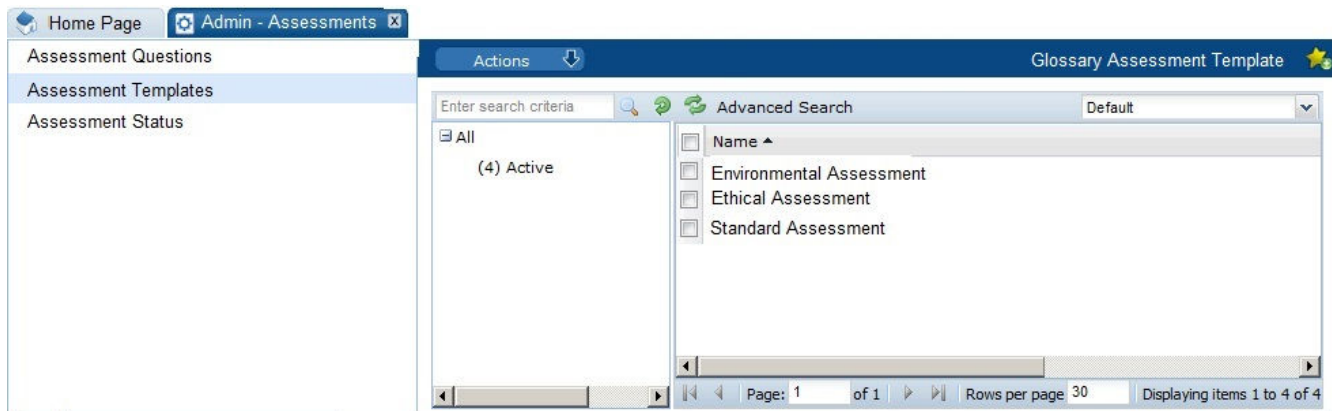 Home Page
Admin - Assessments
Assessment Questions
Assessment Templates
Assessment Status
Actions
Glossary Assessment Template
Enter search criteria
Advanced Search
Default
All
(4) Active
Name
Environmental Assessment
Ethical Assessment
Standard Assessment
Page: 1 of 1
Rows per page 30
Displaying items 1 to 4 of 4